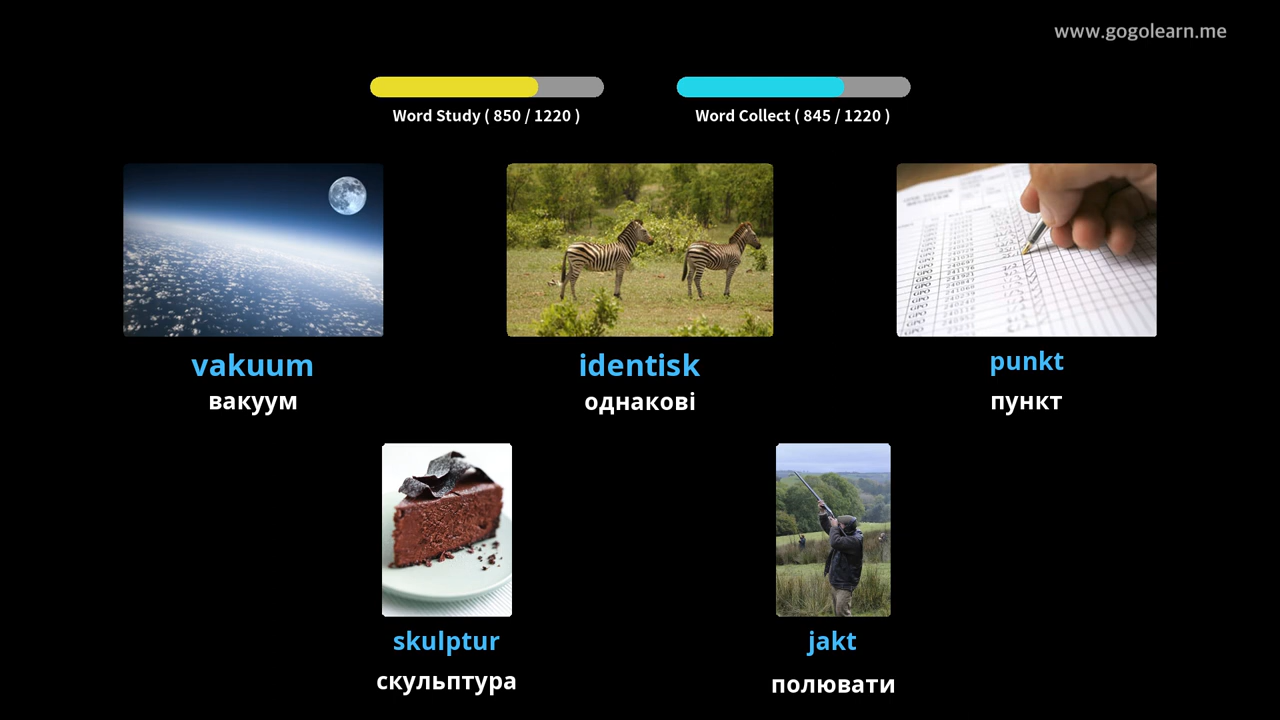 www.gogolearn.me
Word Study ( 850 / 1220 )
Word Collect ( 845 / 1220 )
vakuum
вакуум
identisk
однакові
punkt
пункт
skulptur
скульптура
jakt
полювати